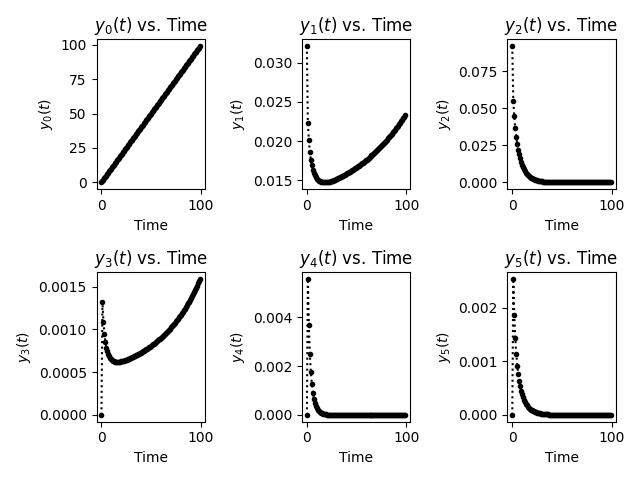 y₀(t) vs. Time
y₀(t)
100
75
50
25
0
0
100
Time
y₁(t) vs. Time
y₁(t)
0.030
0.025
0.020
0.015
0
100
Time
y₂(t) vs. Time
y₂(t)
0.075
0.050
0.025
0.000
0
100
Time
y₃(t) vs. Time
y₃(t)
0.0015
0.0010
0.0005
0.0000
0
100
Time
y₄(t) vs. Time
y₄(t)
0.004
0.002
0.000
0
100
Time
y₅(t) vs. Time
y₅(t)
0.002
0.001
0.000
0
100
Time